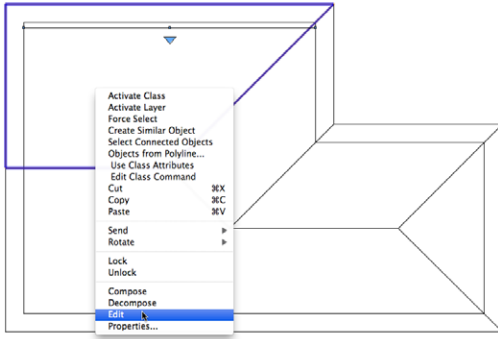 Activate Class
Activate Layer
Force Select
Create Similar Object
Select Connected Objects
Objects from Polyline...
Use Class Attributes
Edit Class Command
Cut ⌘X
Copy ⌘C
Paste ⌘V
Send
Rotate
Lock
Unlock
Compose
Decompose
Edit
Properties...